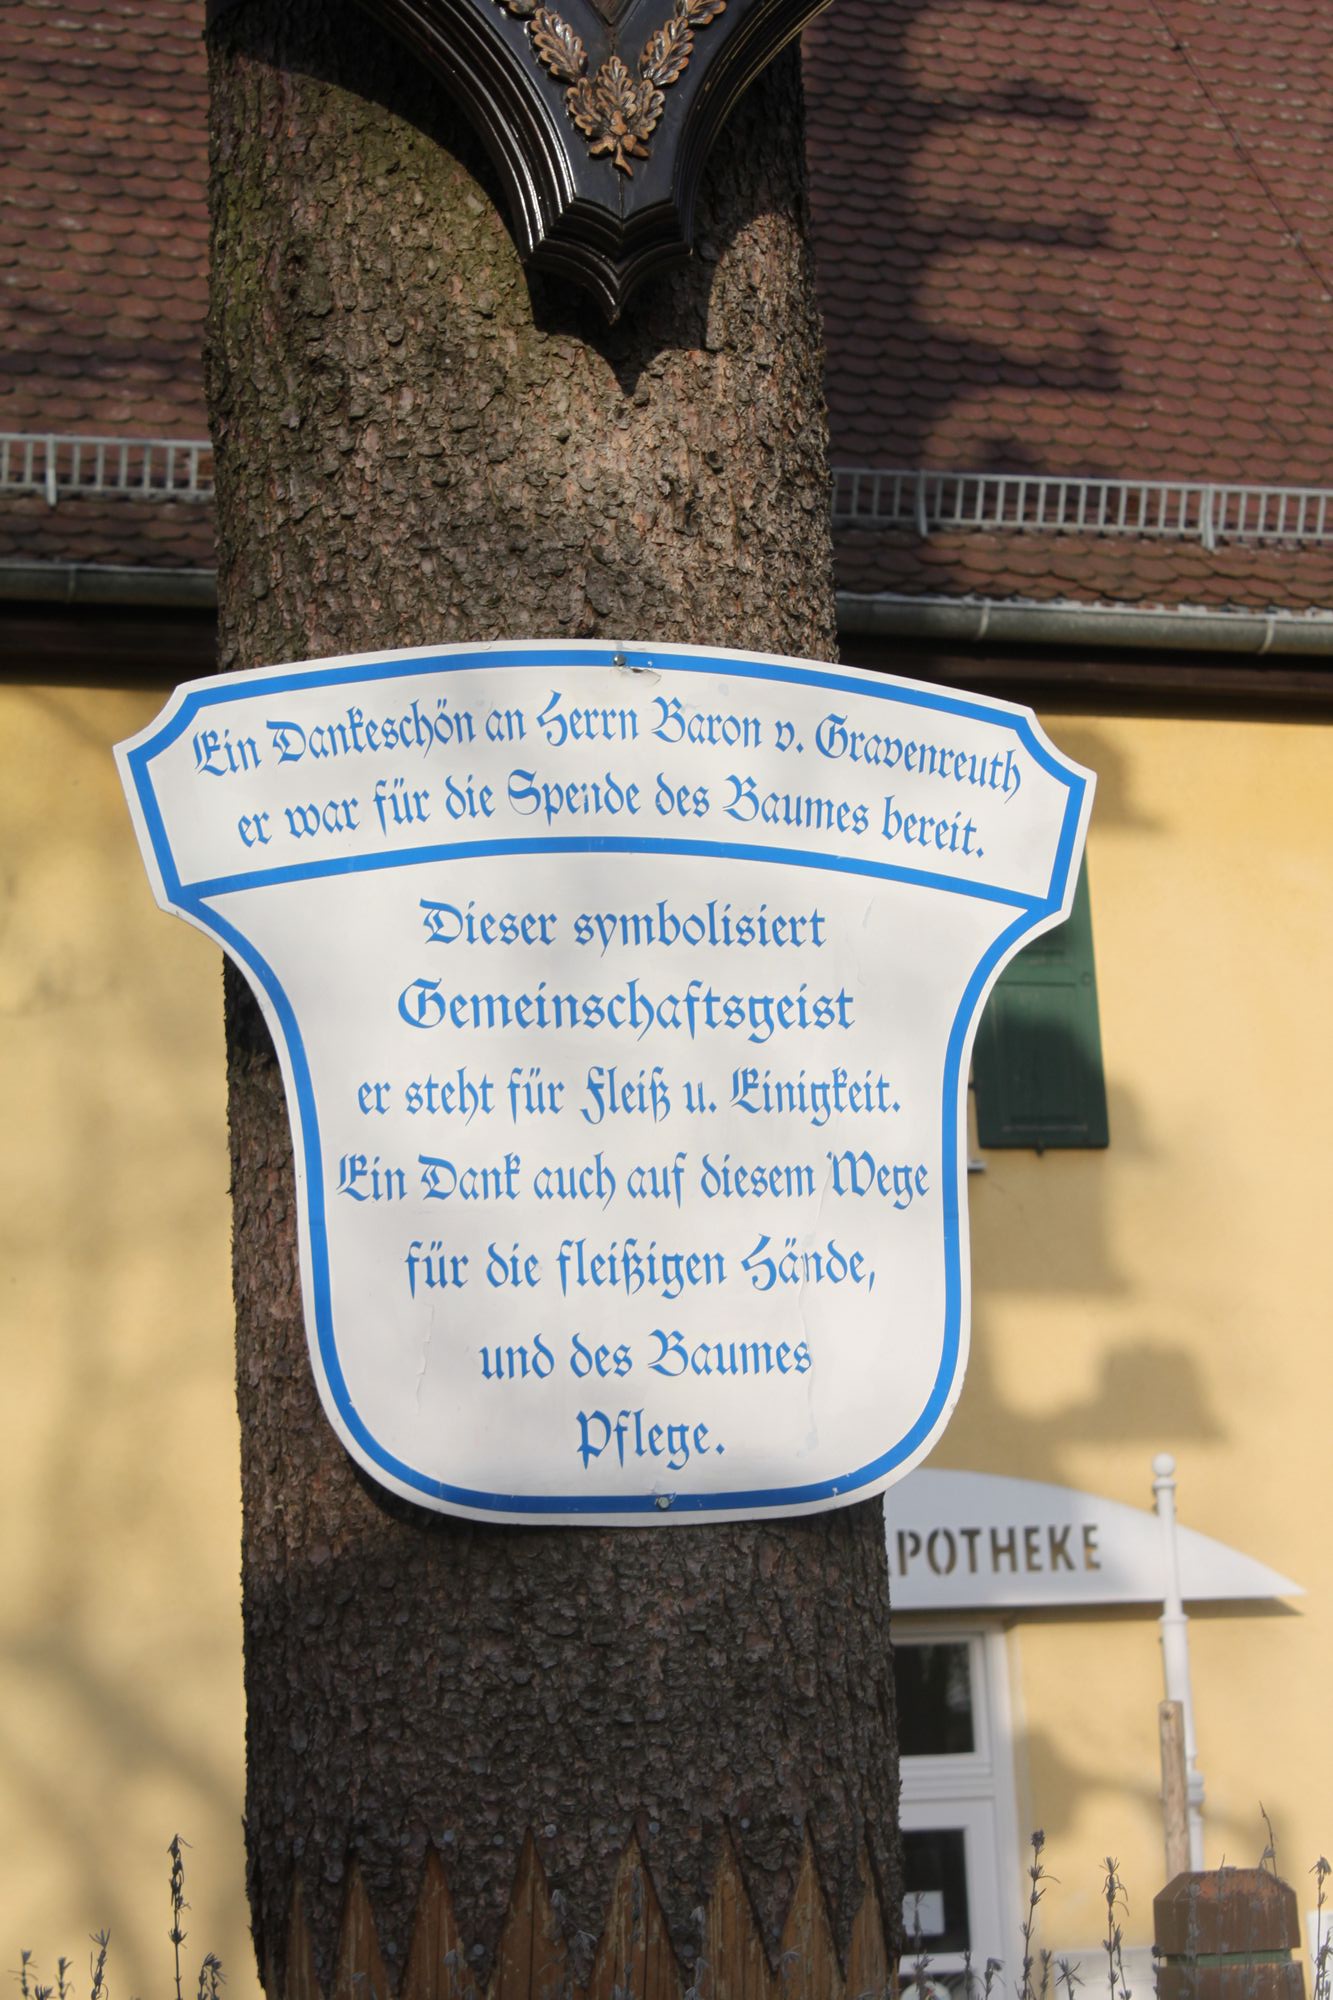 Ein Dankeschön an Herrn Baron v. Gravenreuth
er war für die Spende des Baumes bereit.
Dieser symbolisiert
Gemeinschaftsgeist
er steht für Fleiß u. Einigkeit.
Ein Dank auch auf diesem Wege
für die fleißigen Hände,
und des Baumes
Pflege.
POTHEKE